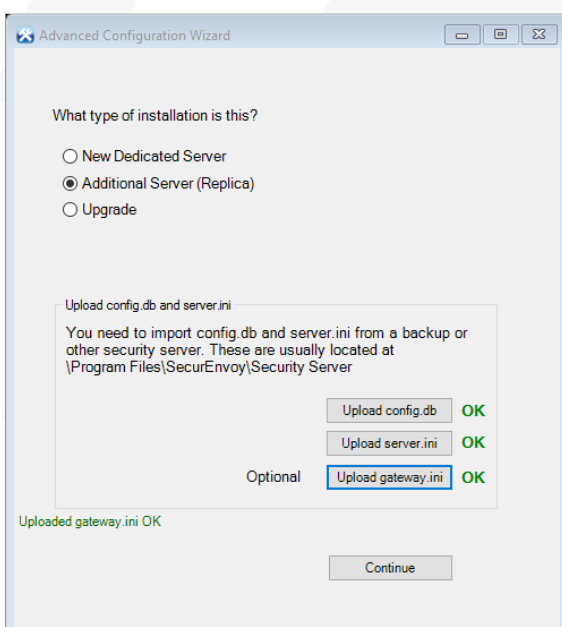 Advanced Configuration Wizard
What type of installation is this?
New Dedicated Server
Additional Server (Replica)
Upgrade
Upload config.db and server.ini
You need to import config.db and server.ini from a backup or
other security server. These are usually located at
\Program Files\SecurEnvoy\Security Server
Upload config.db OK
Upload server.ini OK
Optional Upload gateway.ini OK
Uploaded gateway.ini OK
Continue